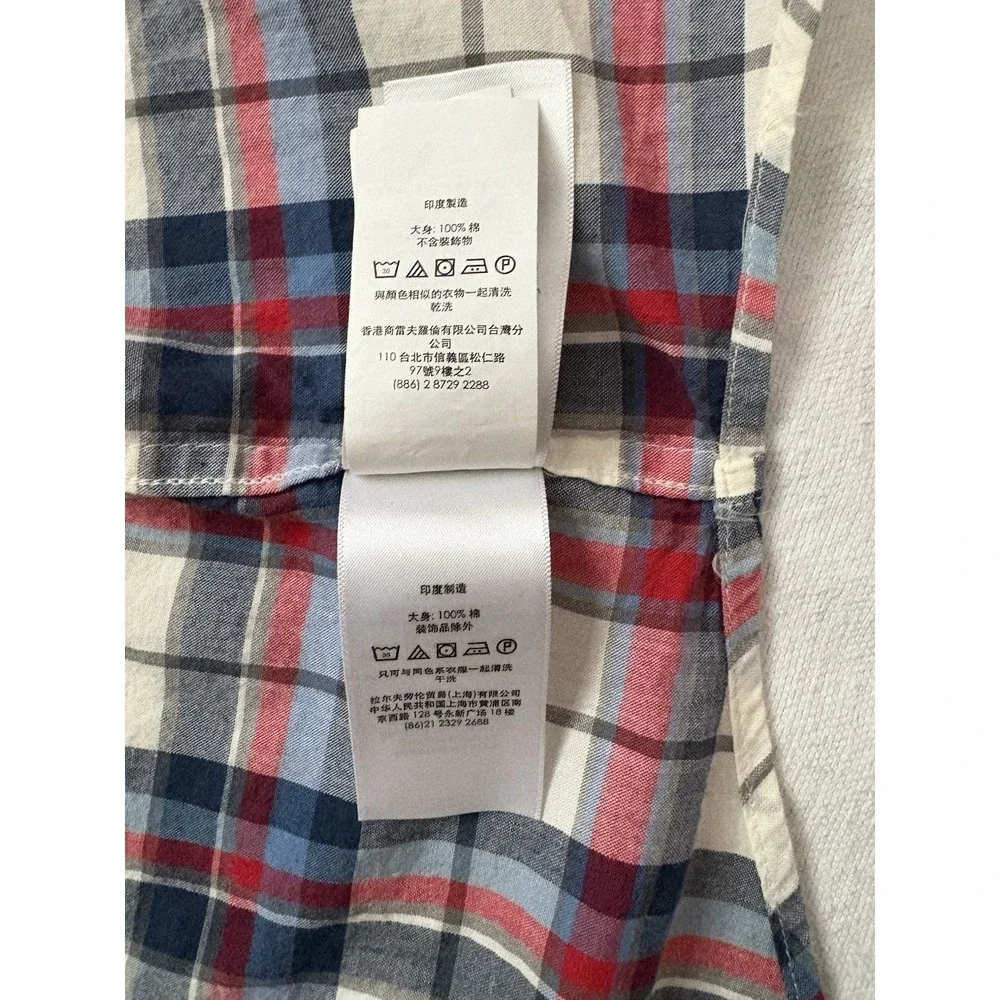 印度製造
大身: 100% 棉
不含裝飾物
30 P
與顏色相似的衣物一起清洗
乾洗
香港商雷夫羅倫有限公司台灣分
公司
110 台北市信義區松仁路
97號9樓之2
(886) 2 8729 2288
印度制造
大身: 100% 棉
装饰品除外
30 P
只可与同色系衣服一起清洗
干洗
拉尔夫劳伦贸易(上海)有限公司
中华人民共和国上海市黄浦区南
京西路 128 号永新广场 18 楼
(86)21 2329 2688